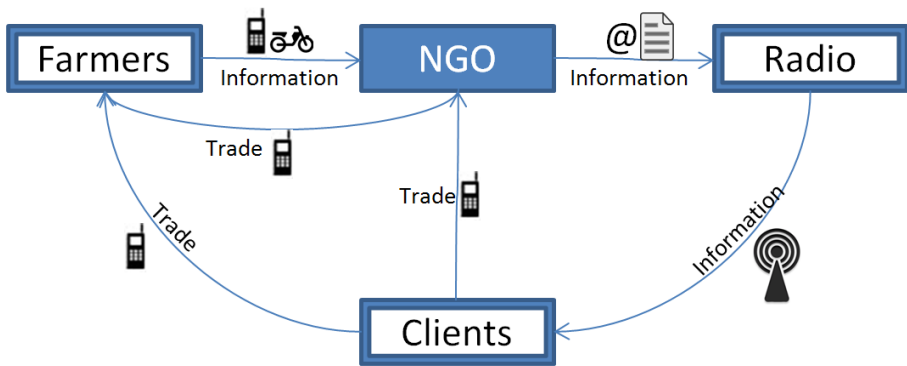 Farmers
Information
NGO
@
Information
Radio
Trade
Trade
Trade
Information
Clients